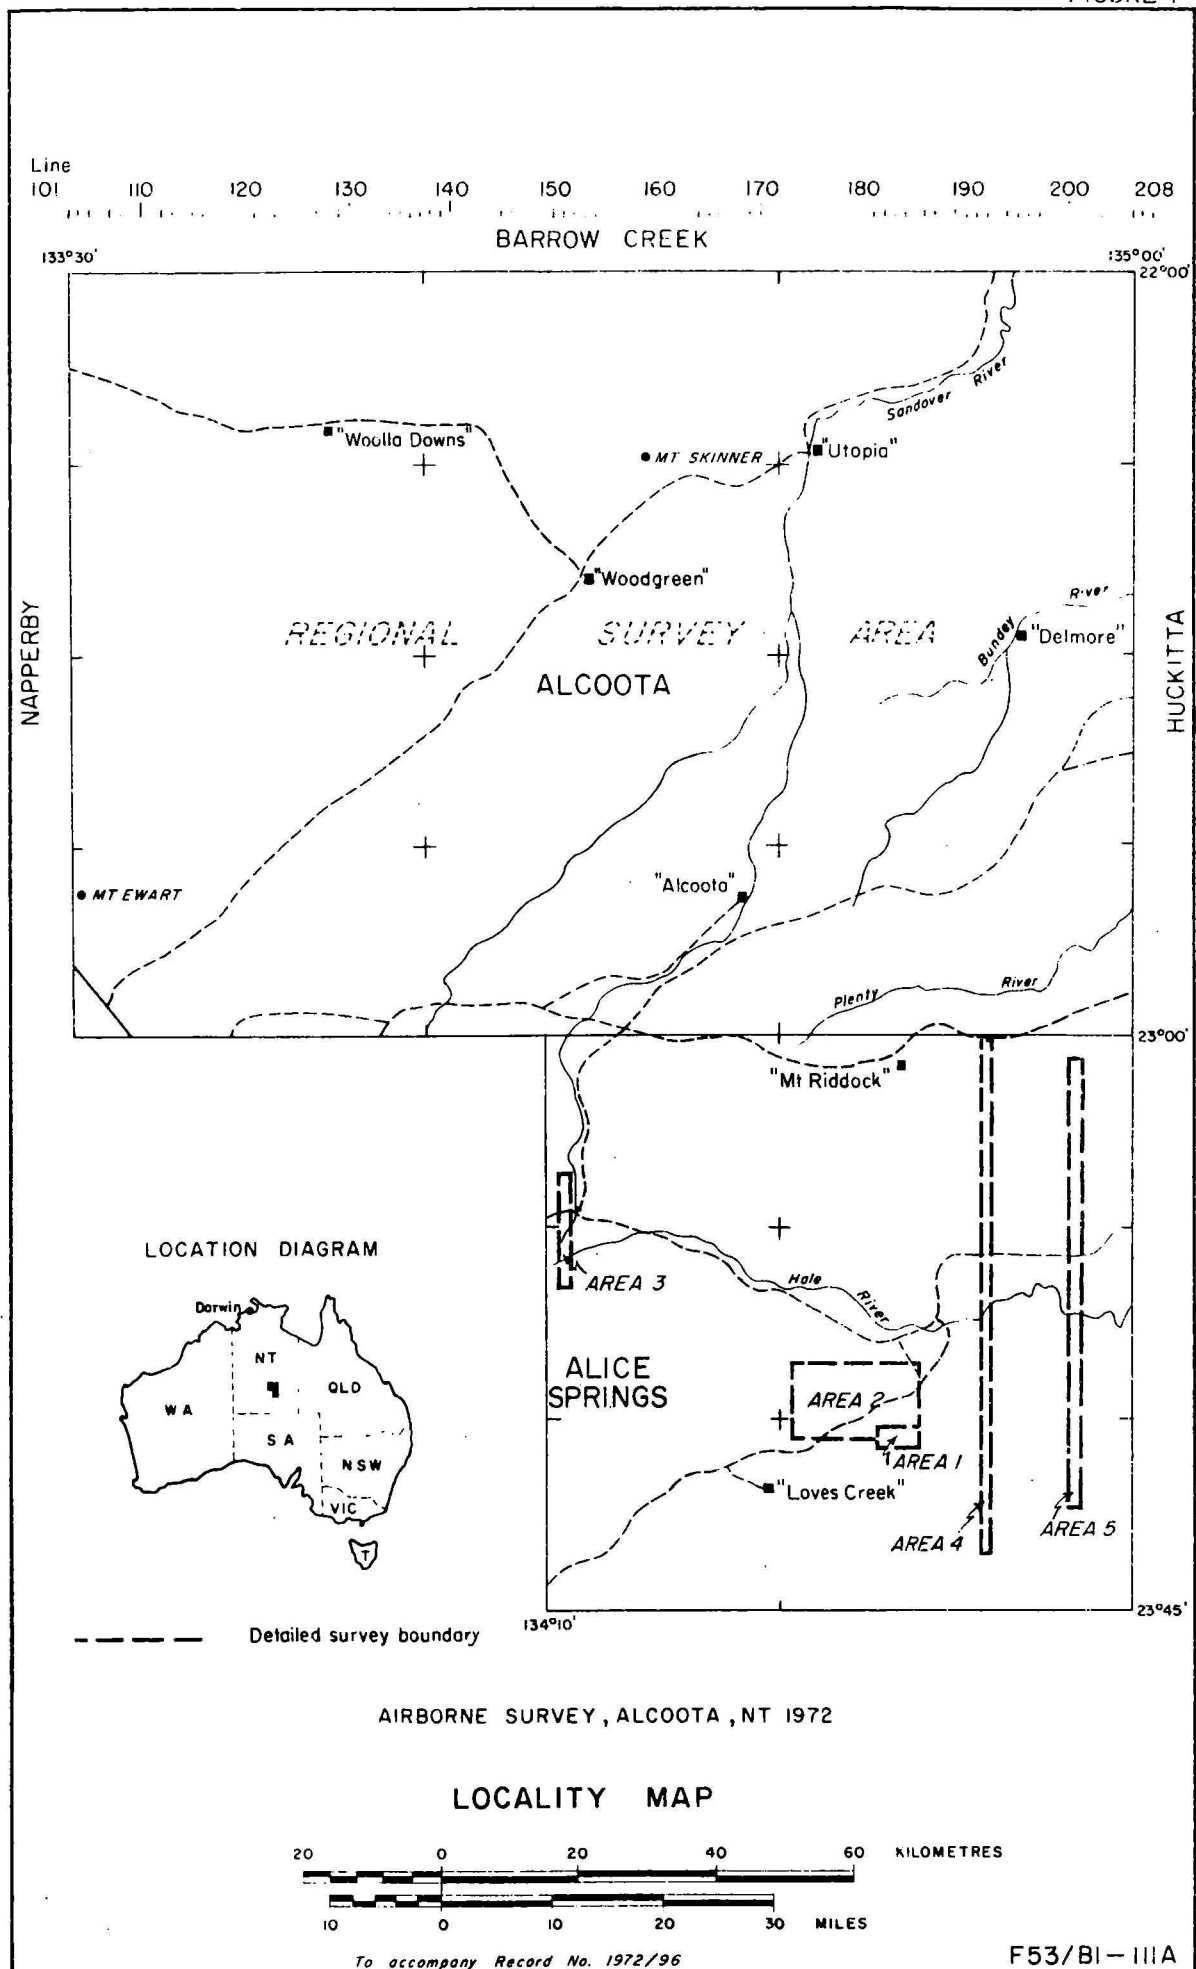 Line
101 110 120 130 140 150 160 170 180 190 200 208
BARROW CREEK
133°30'
135°00'
22°00'
Sandover River
"Woolla Downs"
MT SKINNER
"Utopia"
"Woodgreen"
River
NAPPERBY
REGIONAL SURVEY AREA
Bundey
"Delmore"
HUCKITTA
ALCOOTA
"Alcoota"
MT EWART
Plenty River
23°00'
"Mt Riddock"
LOCATION DIAGRAM
AREA 3
Hale River
Darwin
NT
WA
QLD
SA
NSW
VIC
T
ALICE
SPRINGS
AREA 2
AREA 1
"Loves Creek"
AREA 4
AREA 5
134°10'
23°45'
Detailed survey boundary
AIRBORNE SURVEY, ALCOOTA, NT 1972
LOCALITY MAP
20 0 20 40 60 KILOMETRES
10 0 10 20 30 MILES
To accompany Record No. 1972/96
F53/B1-111A